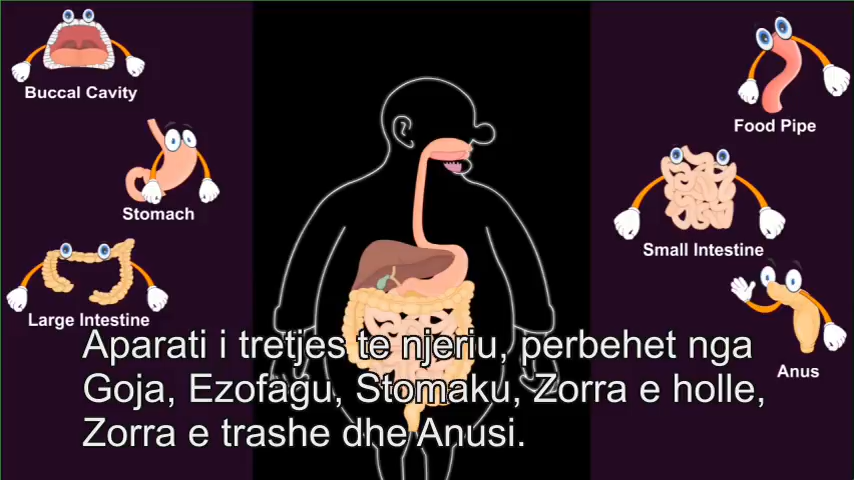 Buccal Cavity
Food Pipe
Stomach
Small Intestine
Large Intestine
Anus
Aparati i tretjes te njeriu, perbehet nga
Goja, Ezofagu, Stomaku, Zorra e holle,
Zorra e trashe dhe Anusi.